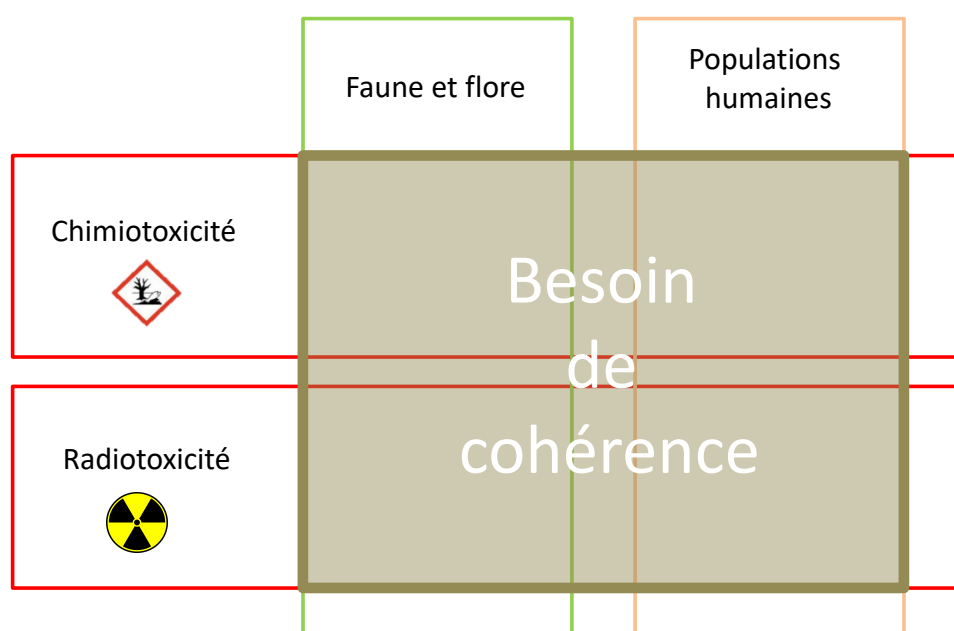 Faune et flore
Populations
humaines
Chimiotoxicité
Besoin
de
cohérence
Radiotoxicité